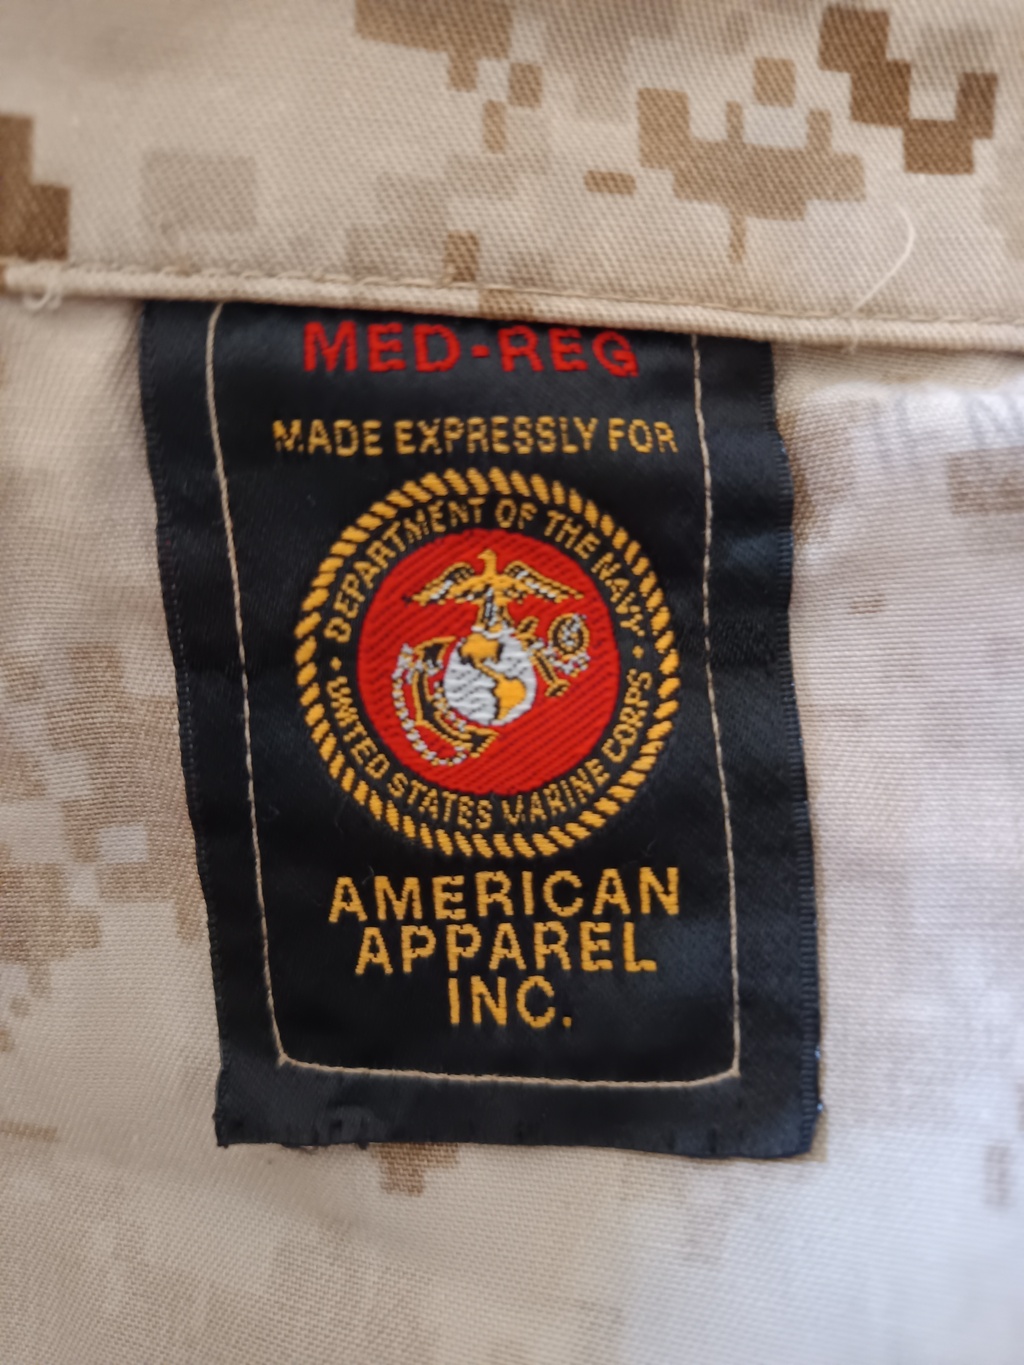 MED-REG
MADE EXPRESSLY FOR
DEPARTMENT OF THE NAVY
UNITED STATES MARINE CORPS
AMERICAN
APPAREL
INC.